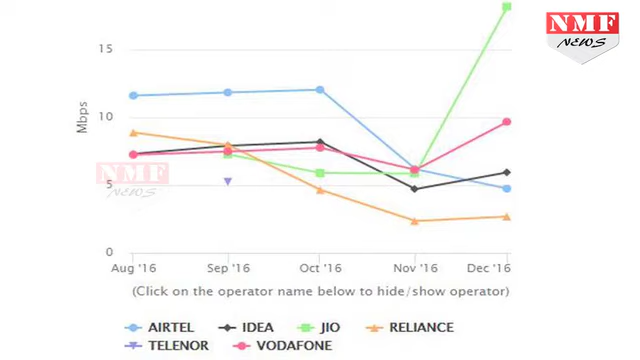 NMF
NEWS
15
10
5
0
Mbps
NMF
NEWS
Aug '16 Sep '16 Oct '16 Nov '16 Dec '16
(Click on the operator name below to hide/show operator)
AIRTEL IDEA JIO RELIANCE
TELENOR VODAFONE